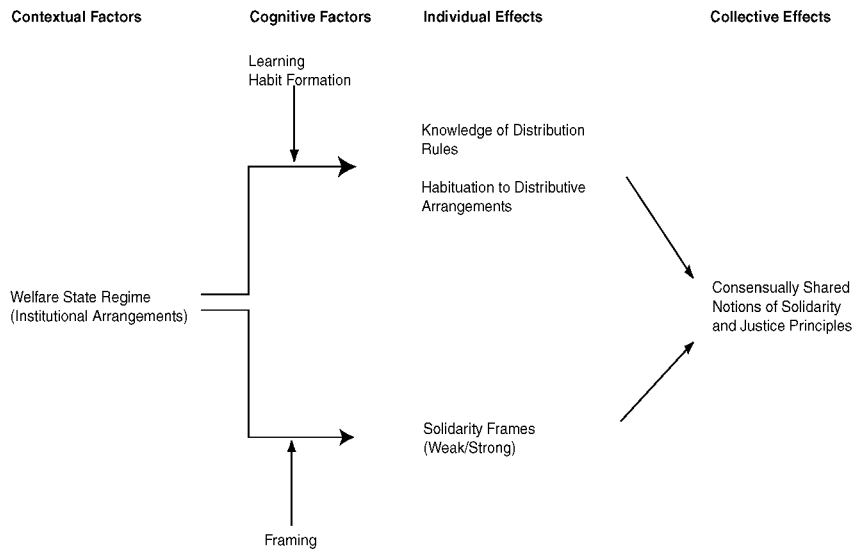 Contextual Factors
Cognitive Factors
Individual Effects
Collective Effects
Learning
Habit Formation
Knowledge of Distribution
Rules
Habituation to Distributive
Arrangements
Welfare State Regime
(Institutional Arrangements)
Consensually Shared
Notions of Solidarity
and Justice Principles
Solidarity Frames
(Weak/Strong)
Framing